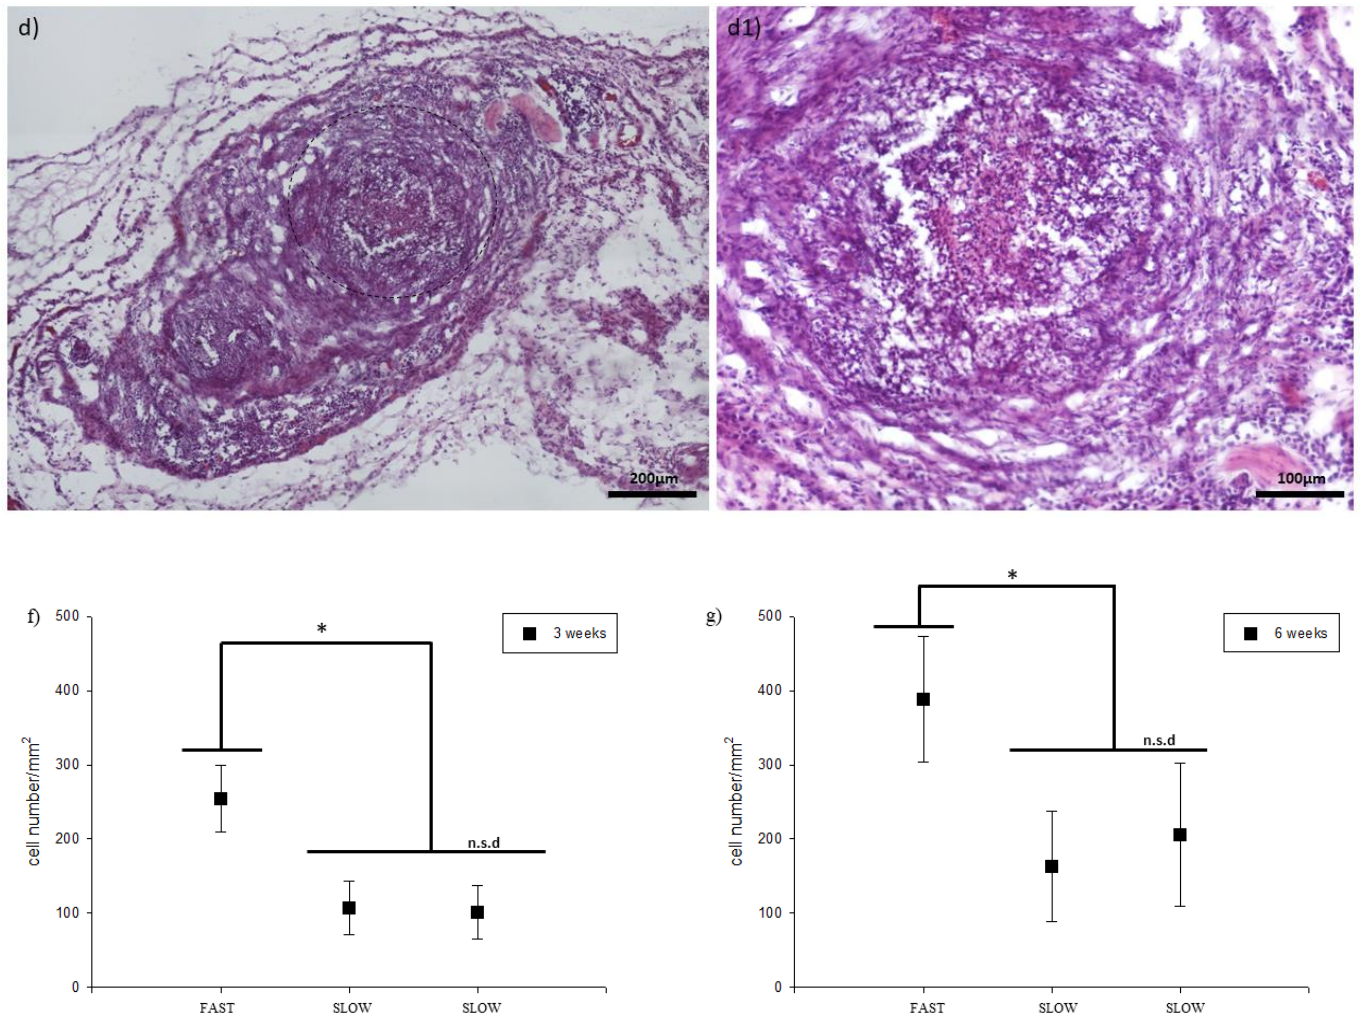 d)
d1)
200µm
100µm
f)
500
400
300
200
100
0
cell number/mm²
*
n.s.d
3 weeks
FAST SLOW SLOW
g)
500
400
300
200
100
0
cell number/mm²
*
n.s.d
6 weeks
FAST SLOW SLOW